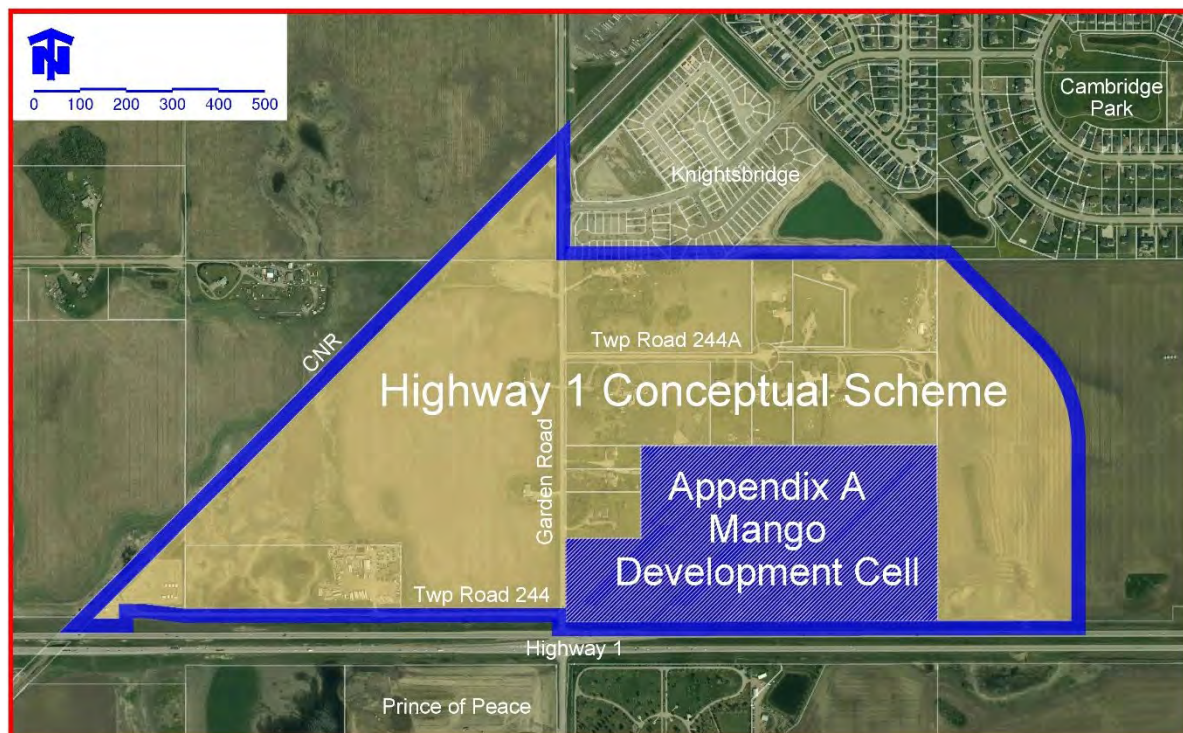 N
0 100 200 300 400 500
Cambridge
Park
Knightsbridge
CNR
Twp Road 244A
Highway 1 Conceptual Scheme
Garden Road
Appendix A
Mango
Development Cell
Twp Road 244
Highway 1
Prince of Peace